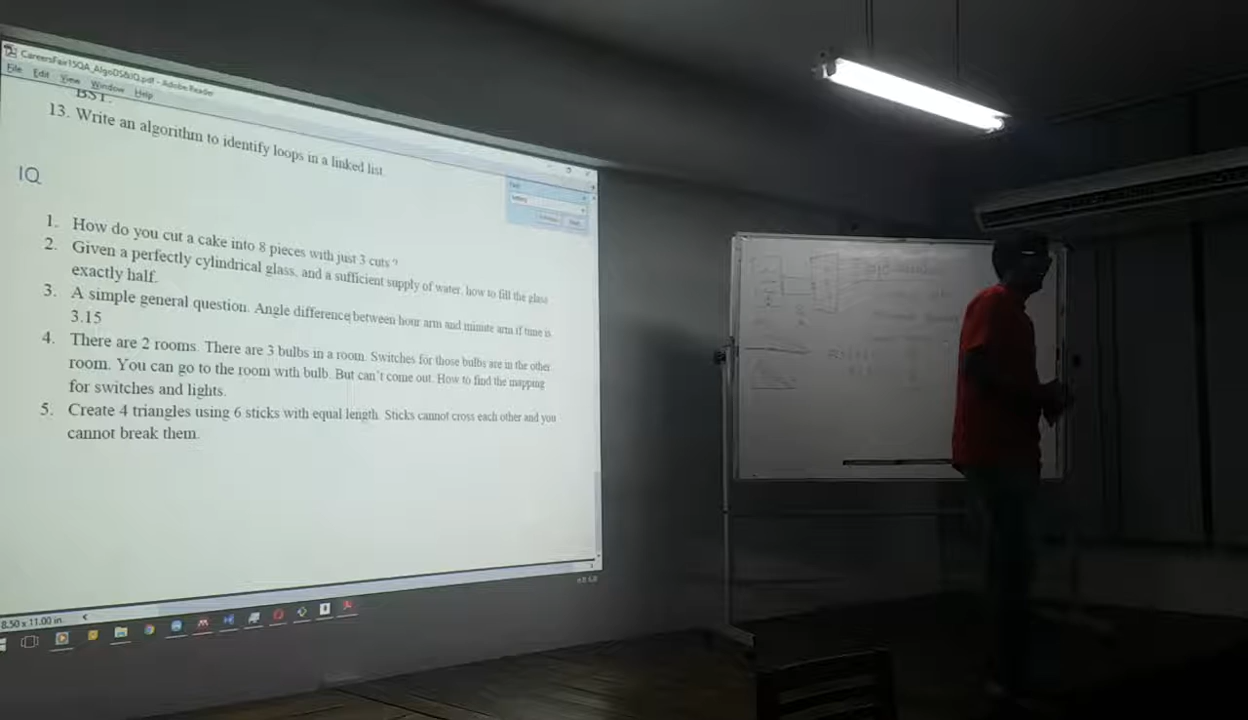 CareersFair15QA_AlgoDS&IQ.pdf - Adobe Reader
File Edit View Window Help
BST.
13. Write an algorithm to identify loops in a linked list.
IQ
1. How do you cut a cake into 8 pieces with just 3 cuts ?
2. Given a perfectly cylindrical glass, and a sufficient supply of water, how to fill the glass
exactly half.
3. A simple general question. Angle difference between hour arm and minute arm if time is
3.15
4. There are 2 rooms. There are 3 bulbs in a room. Switches for those bulbs are in the other
room. You can go to the room with bulb. But can't come out. How to find the mapping
for switches and lights.
5. Create 4 triangles using 6 sticks with equal length. Sticks cannot cross each other and you
cannot break them.
8.50 x 11.00 in.